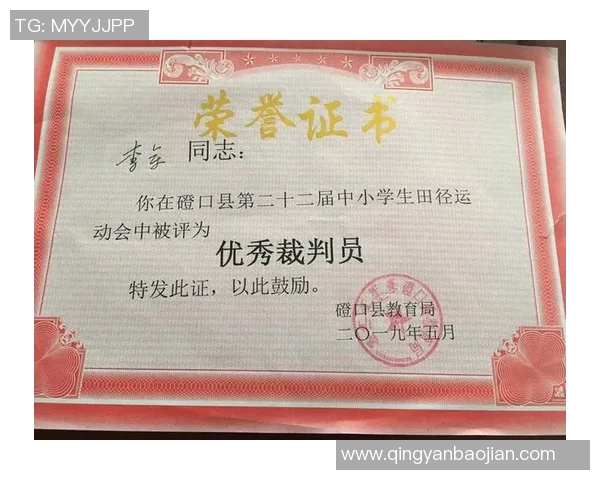 TG: MYYJJPP
荣誉证书
李军 同志：
你在磴口县第二十二届中小学生田径运
动会中被评为
优秀裁判员
特发此证，以此鼓励。
磴口县教育局
二〇一九年五月
www.qingyanbaojian.com